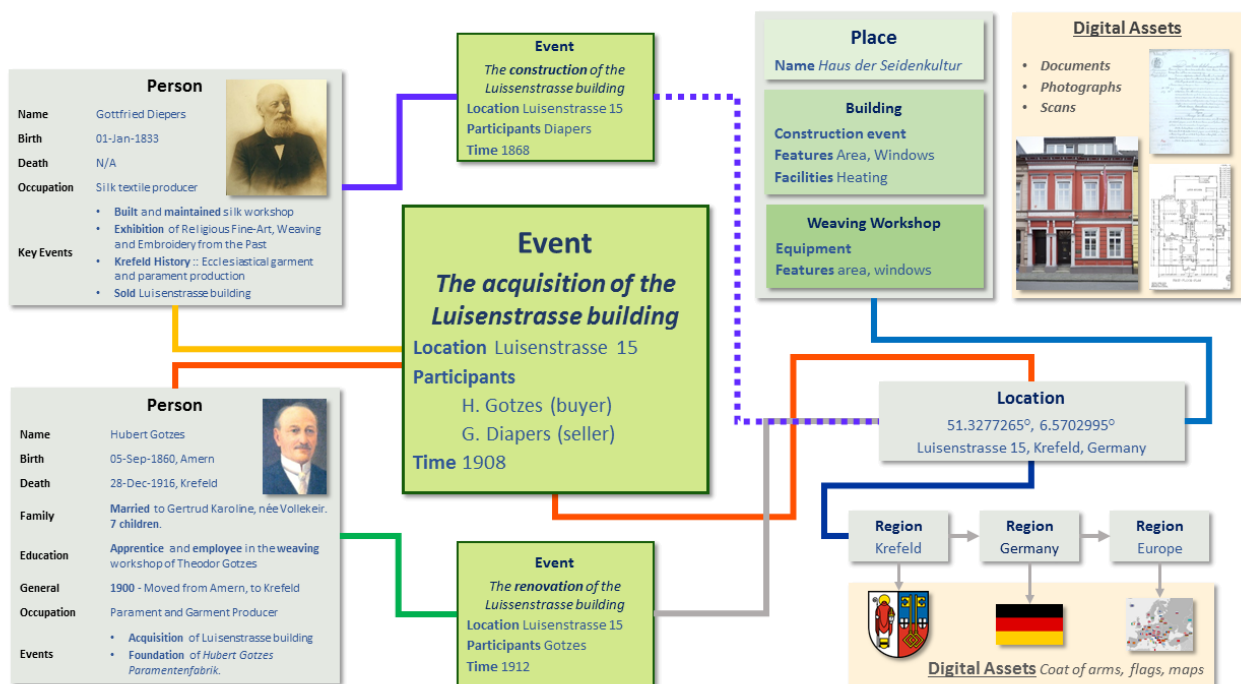 Person
Name Gottfried Diepers
Birth 01-Jan-1833
Death N/A
Occupation Silk textile producer
Key Events
• Built and maintained silk workshop
• Exhibition of Religious Fine-Art, Weaving
and Embroidery from the Past
• Krefeld History :: Ecclesiastical garment
and parament production
• Sold Luisenstrasse building
Person
Name Hubert Gotzes
Birth 05-Sep-1860, Amern
Death 28-Dec-1916, Krefeld
Family Married to Gertrud Karoline, née Vollekeir.
7 children.
Education Apprentice and employee in the weaving
workshop of Theodor Gotzes
General 1900 - Moved from Amern, to Krefeld
Occupation Parament and Garment Producer
Events
• Acquisition of Luisenstrasse building
• Foundation of Hubert Gotzes
Paramentenfabrik.
Event
The construction of the
Luissenstrasse building
Location Luisenstrasse 15
Participants Diapers
Time 1868
Event
The acquisition of the
Luisenstrasse building
Location Luisenstrasse 15
Participants
H. Gotzes (buyer)
G. Diapers (seller)
Time 1908
Event
The renovation of the
Luissenstrasse building
Location Luisenstrasse 15
Participants Gotzes
Time 1912
Place
Name Haus der Seidenkultur
Building
Construction event
Features Area, Windows
Facilities Heating
Weaving Workshop
Equipment
Features area, windows
Digital Assets
• Documents
• Photographs
• Scans
Location
51.3277265°, 6.5702995°
Luisenstrasse 15, Krefeld, Germany
Region
Krefeld
Region
Germany
Region
Europe
Digital Assets Coat of arms, flags, maps